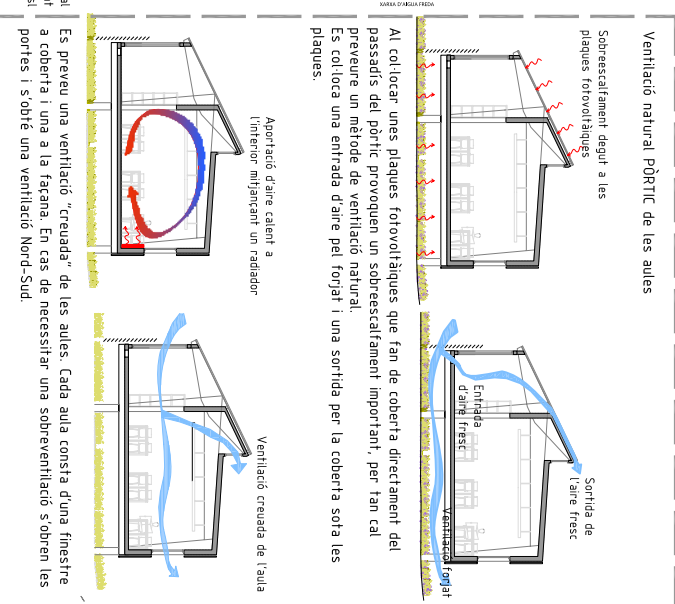 XARXA D'AIGUA FREDA
Ventilació natural PÒRTIC de les aules
Sobreescalfament degut a les
plaques fotovoltàiques
Entrada
d'aire fresc
Sortida de
l'aire fresc
Ventilació forjat
Al col·locar unes plaques fotovoltàiques que fan de coberta directament del
passadís del pòrtic provoquen un sobreescalfament important, per tan cal
preveure un mètode de ventilació natural.
Es col·loca una entrada d'aire pel forjat i una sortida per la coberta sota les
plaques.
Aportació d'aire calent a
l'interior mitjançant un radiador
Ventilació creuada de l'aula
Es preveu una ventilació "creuada" de les aules. Cada aula consta d'una finestre
a coberta i una a la façana. En cas de necessitar una sobreventilació s'obren les
portes i s'obté una ventilació Nord-Sud.